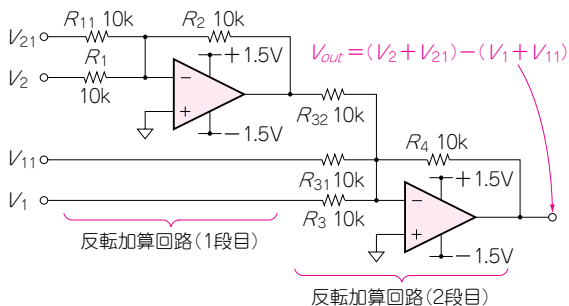 R11 10k
R2 10k
V21
+1.5V
Vout=(V2+V21)−(V1+V11)
V2
R1
10k
−
+
−1.5V
R32 10k
R4 10k
V11
R31 10k
+1.5V
V1
R3 10k
−
+
−1.5V
反転加算回路(1段目)
反転加算回路(2段目)